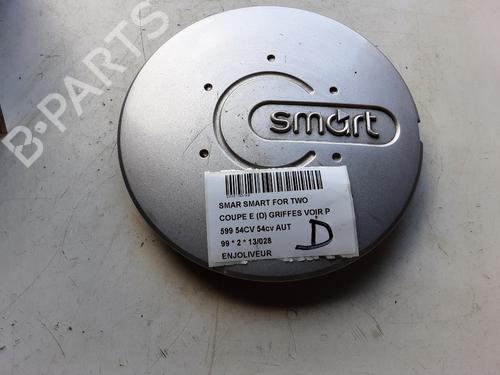 B-PARTS
smart
SMAR SMART FOR TWO
COUPE E (D) GRIFFES VOIR P
599 54CV 54cv AUT
99 * 2 * 13/028
ENJOLIVEUR
D